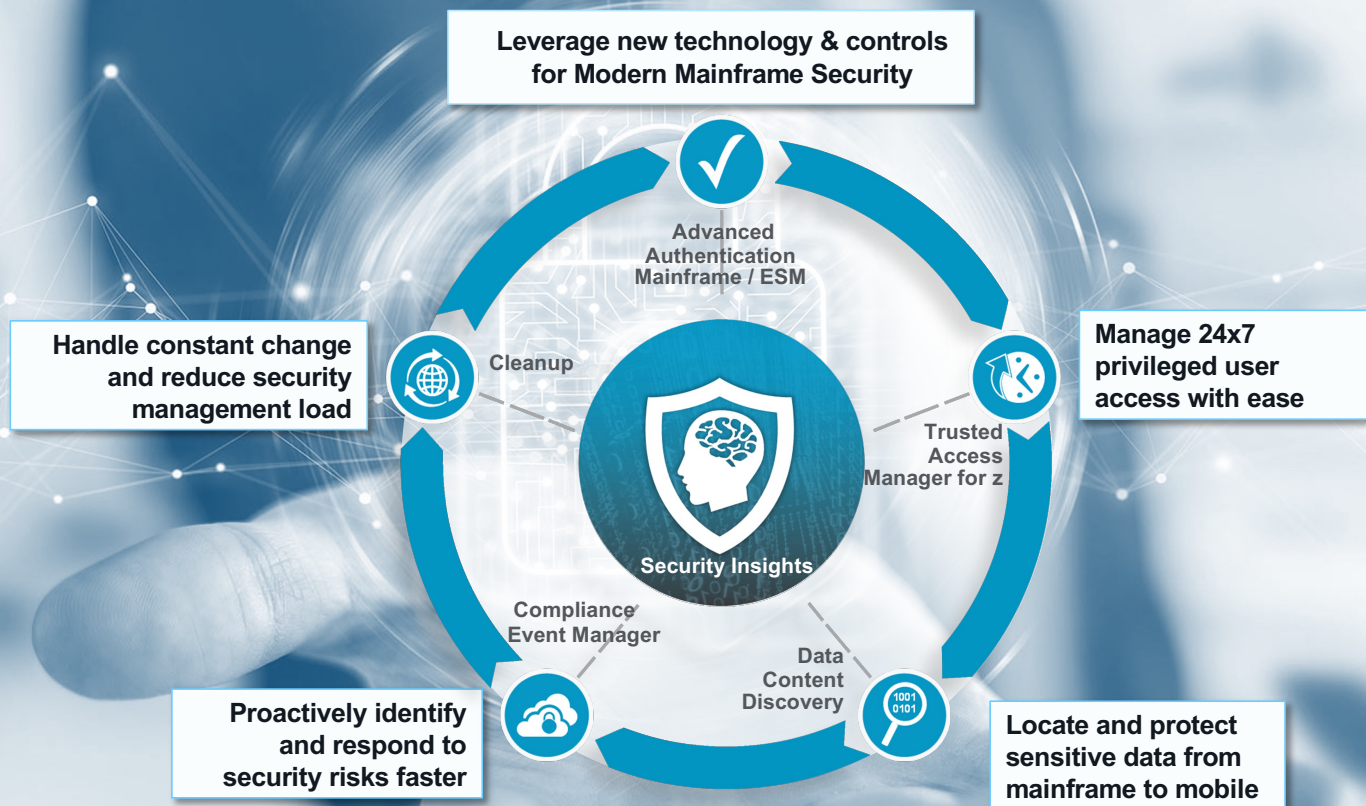 Leverage new technology & controls
for Modern Mainframe Security
Advanced
Authentication
Mainframe / ESM
Handle constant change
and reduce security
management load
Cleanup
Manage 24x7
privileged user
access with ease
Trusted
Access
Manager for z
Security Insights
Compliance
Event Manager
Data
Content
Discovery
1001
0101
Proactively identify
and respond to
security risks faster
Locate and protect
sensitive data from
mainframe to mobile